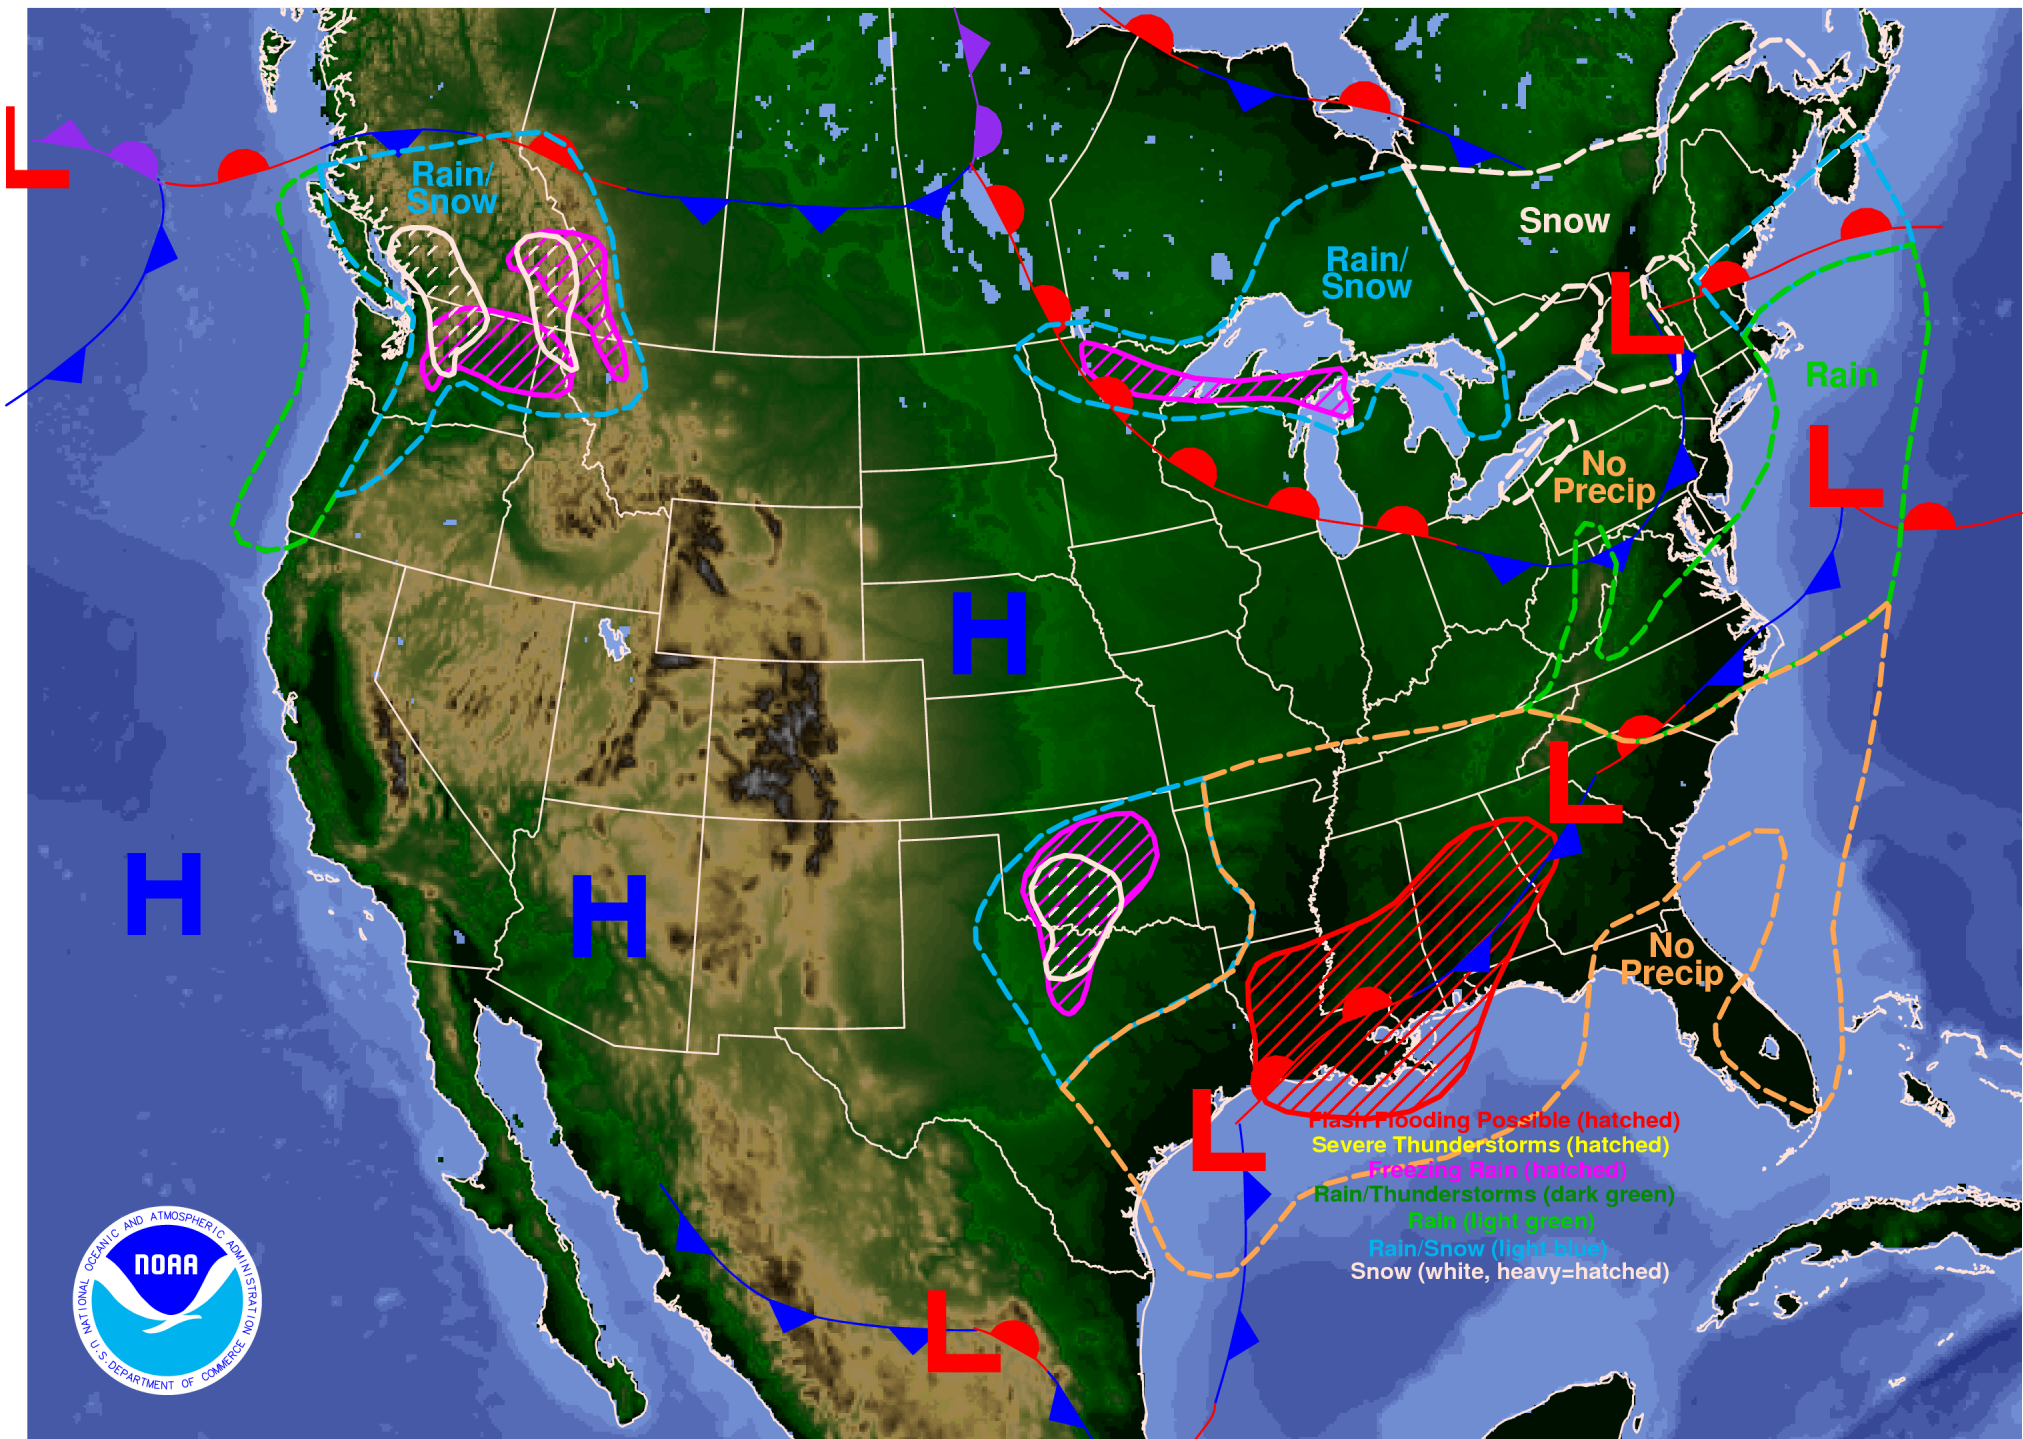 L
Rain/
Snow
Snow
Rain/
Snow
L
Rain
L
No
Precip
H
L
H
H
No
Precip
L
Flash Flooding Possible (hatched)
Severe Thunderstorms (hatched)
Freezing Rain (hatched)
Rain/Thunderstorms (dark green)
Rain (light green)
Rain/Snow (light blue)
Snow (white, heavy=hatched)
L
NATIONAL OCEANIC AND ATMOSPHERIC ADMINISTRATION
NOAA
U.S. DEPARTMENT OF COMMERCE